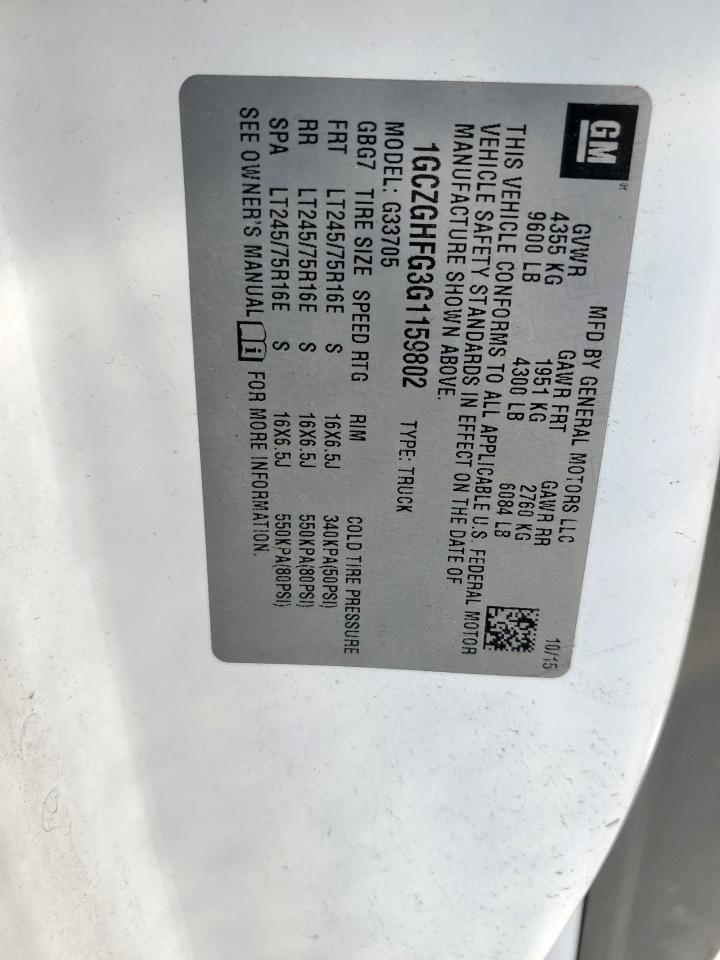 GM®
MFD BY GENERAL MOTORS LLC 10/15
GVWR GAWR FRT GAWR RR
4355 KG 1951 KG 2760 KG
9600 LB 4300 LB 6084 LB
THIS VEHICLE CONFORMS TO ALL APPLICABLE U.S. FEDERAL MOTOR
VEHICLE SAFETY STANDARDS IN EFFECT ON THE DATE OF
MANUFACTURE SHOWN ABOVE.
1GCZGHFG3G1159802 TYPE: TRUCK
MODEL: G33705
GBG7 TIRE SIZE SPEED RTG RIM COLD TIRE PRESSURE
FRT LT245/75R16E S 16X6.5J 340KPA(50PSI)
RR LT245/75R16E S 16X6.5J 550KPA(80PSI)
SPA LT245/75R16E S 16X6.5J 550KPA(80PSI)
SEE OWNER'S MANUAL i FOR MORE INFORMATION.